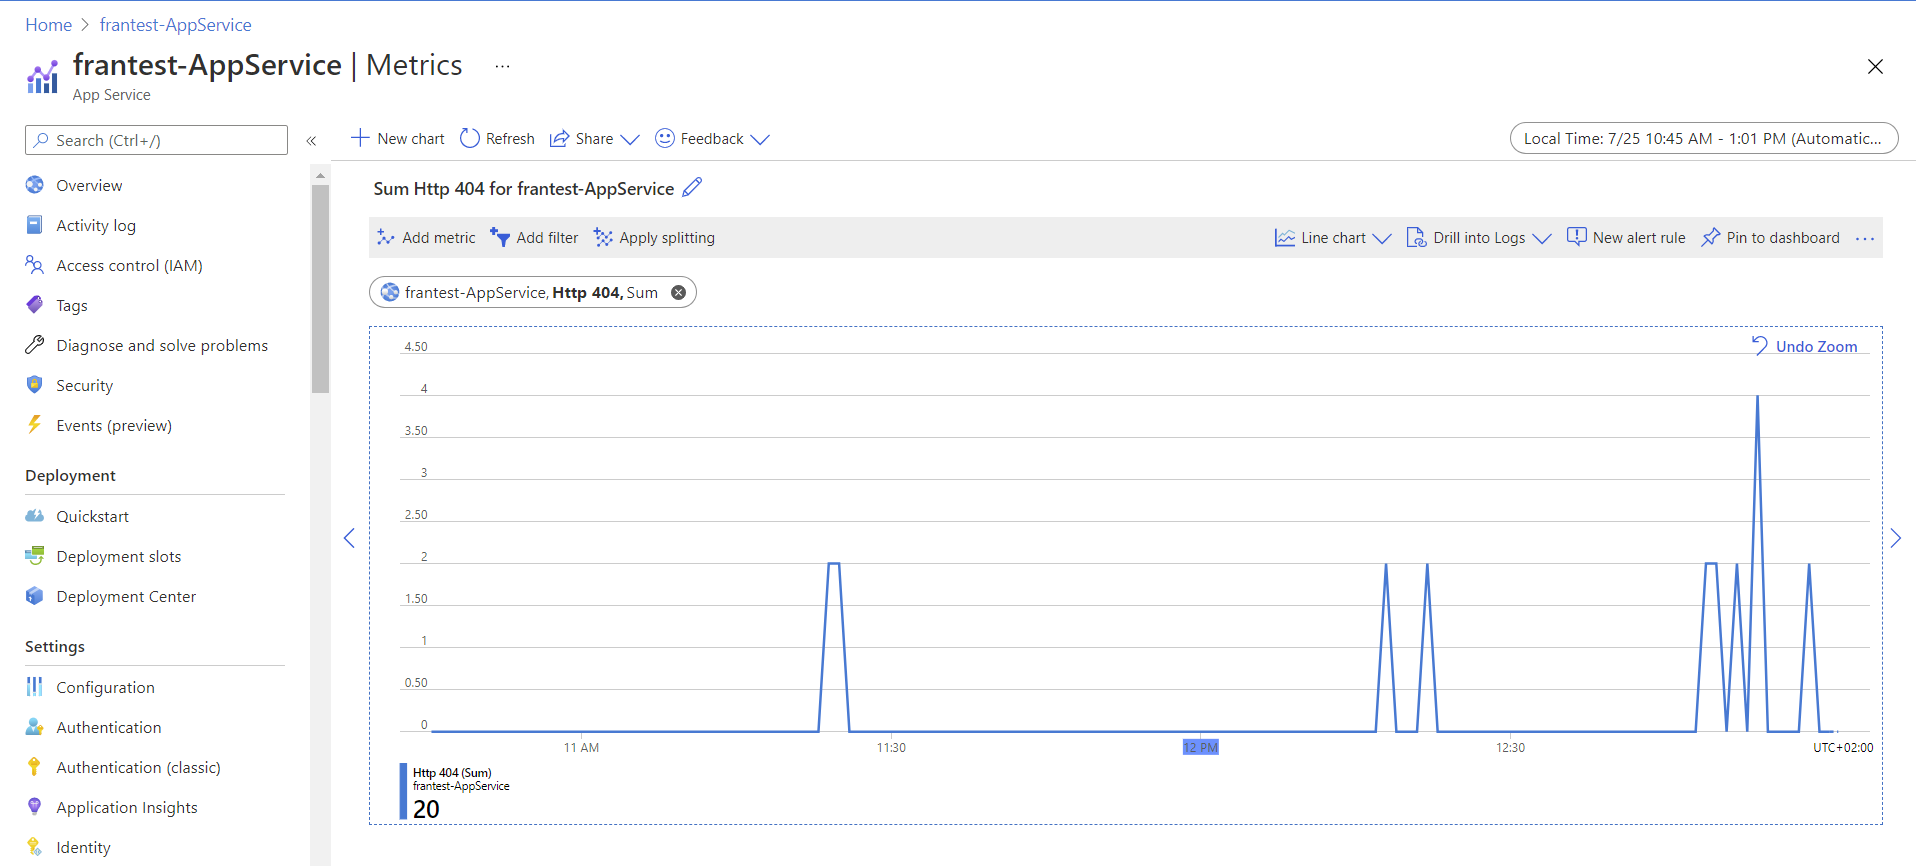 Home > frantest-AppService
frantest-AppService | Metrics ...
App Service
Search (Ctrl+/)
«
Overview
Activity log
Access control (IAM)
Tags
Diagnose and solve problems
Security
Events (preview)
Deployment
Quickstart
Deployment slots
Deployment Center
Settings
Configuration
Authentication
Authentication (classic)
Application Insights
Identity
New chart Refresh Share Feedback
Local Time: 7/25 10:45 AM - 1:01 PM (Automatic...
Sum Http 404 for frantest-AppService
Add metric Add filter Apply splitting Line chart Drill into Logs New alert rule Pin to dashboard ...
frantest-AppService, Http 404, Sum
Undo Zoom
4.50
4
3.50
3
2.50
2
1.50
1
0.50
0
11 AM 11:30 12 PM 12:30 UTC+02:00
Http 404 (Sum)
frantest-AppService
20